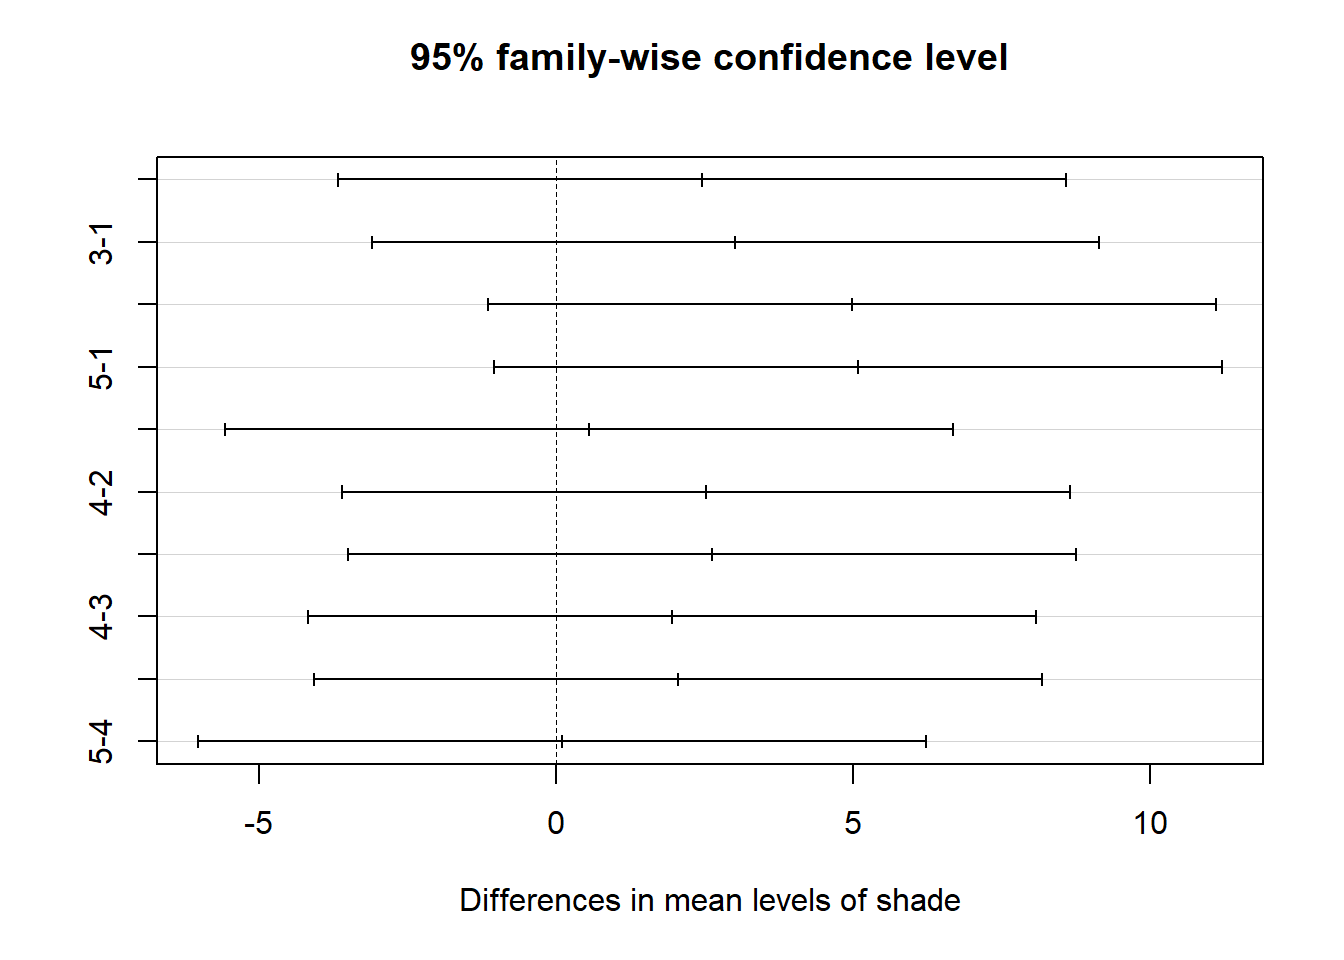 95% family-wise confidence level
3-1
5-1
4-2
4-3
5-4
-5 0 5 10
Differences in mean levels of shade